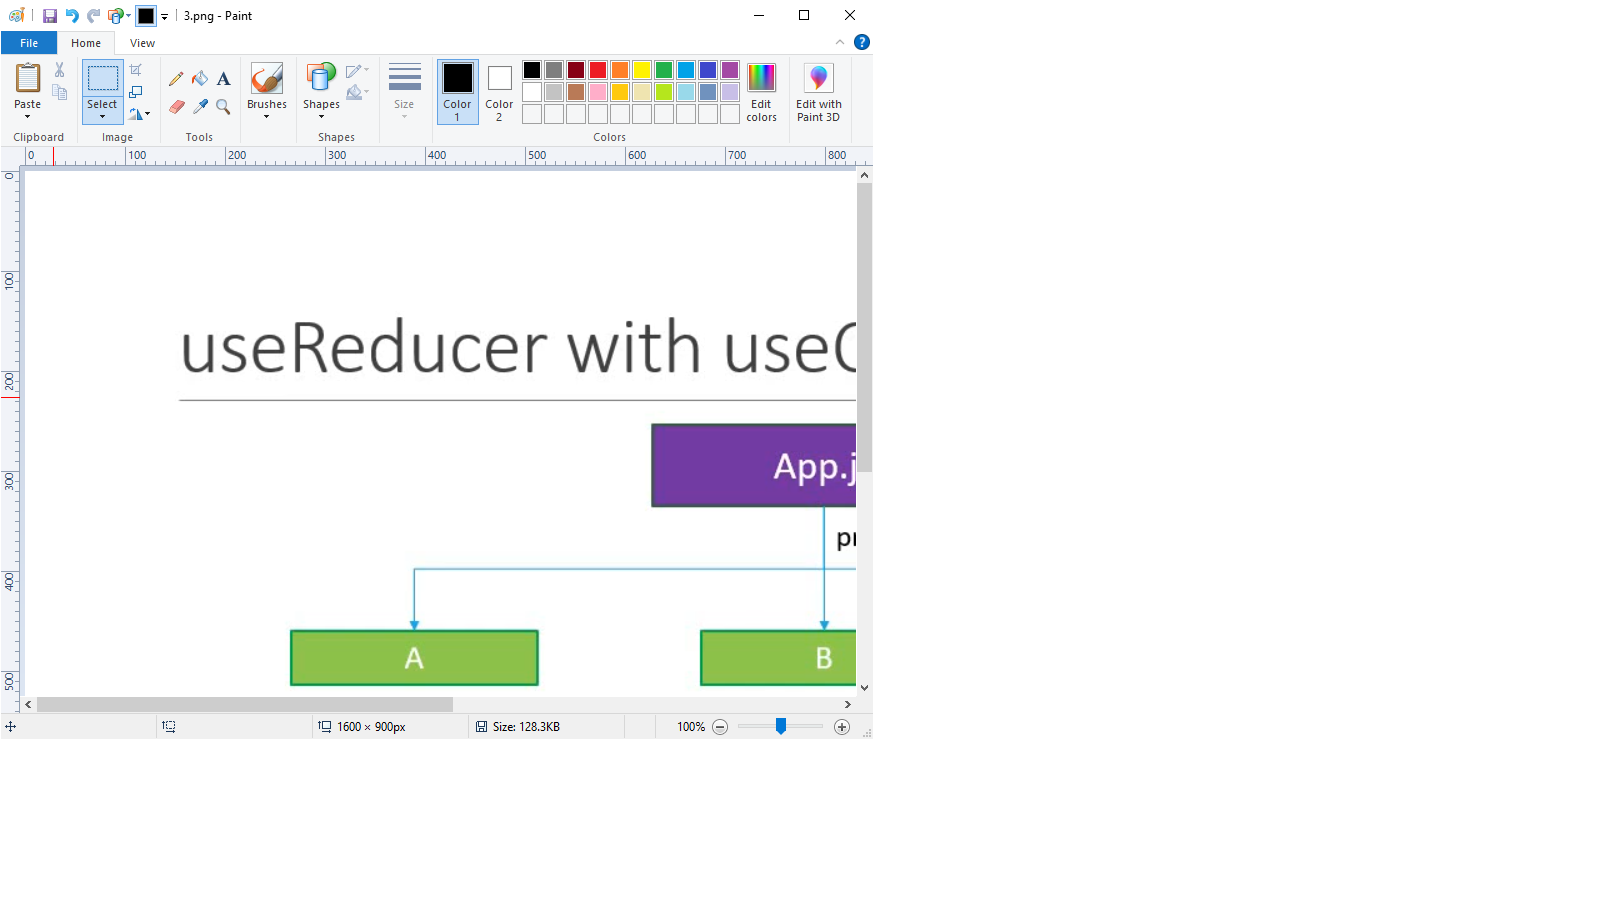 3.png - Paint
File Home View
Paste
Select
A
Brushes
Shapes
Size
Color 1
Color 2
Edit colors
Edit with Paint 3D
Clipboard Image Tools Shapes Colors
0 100 200 300 400 500 600 700 800
0
100
200
300
400
500
useReducer with useC
App.j
pr
A B
1600 × 900px Size: 128.3KB 100%